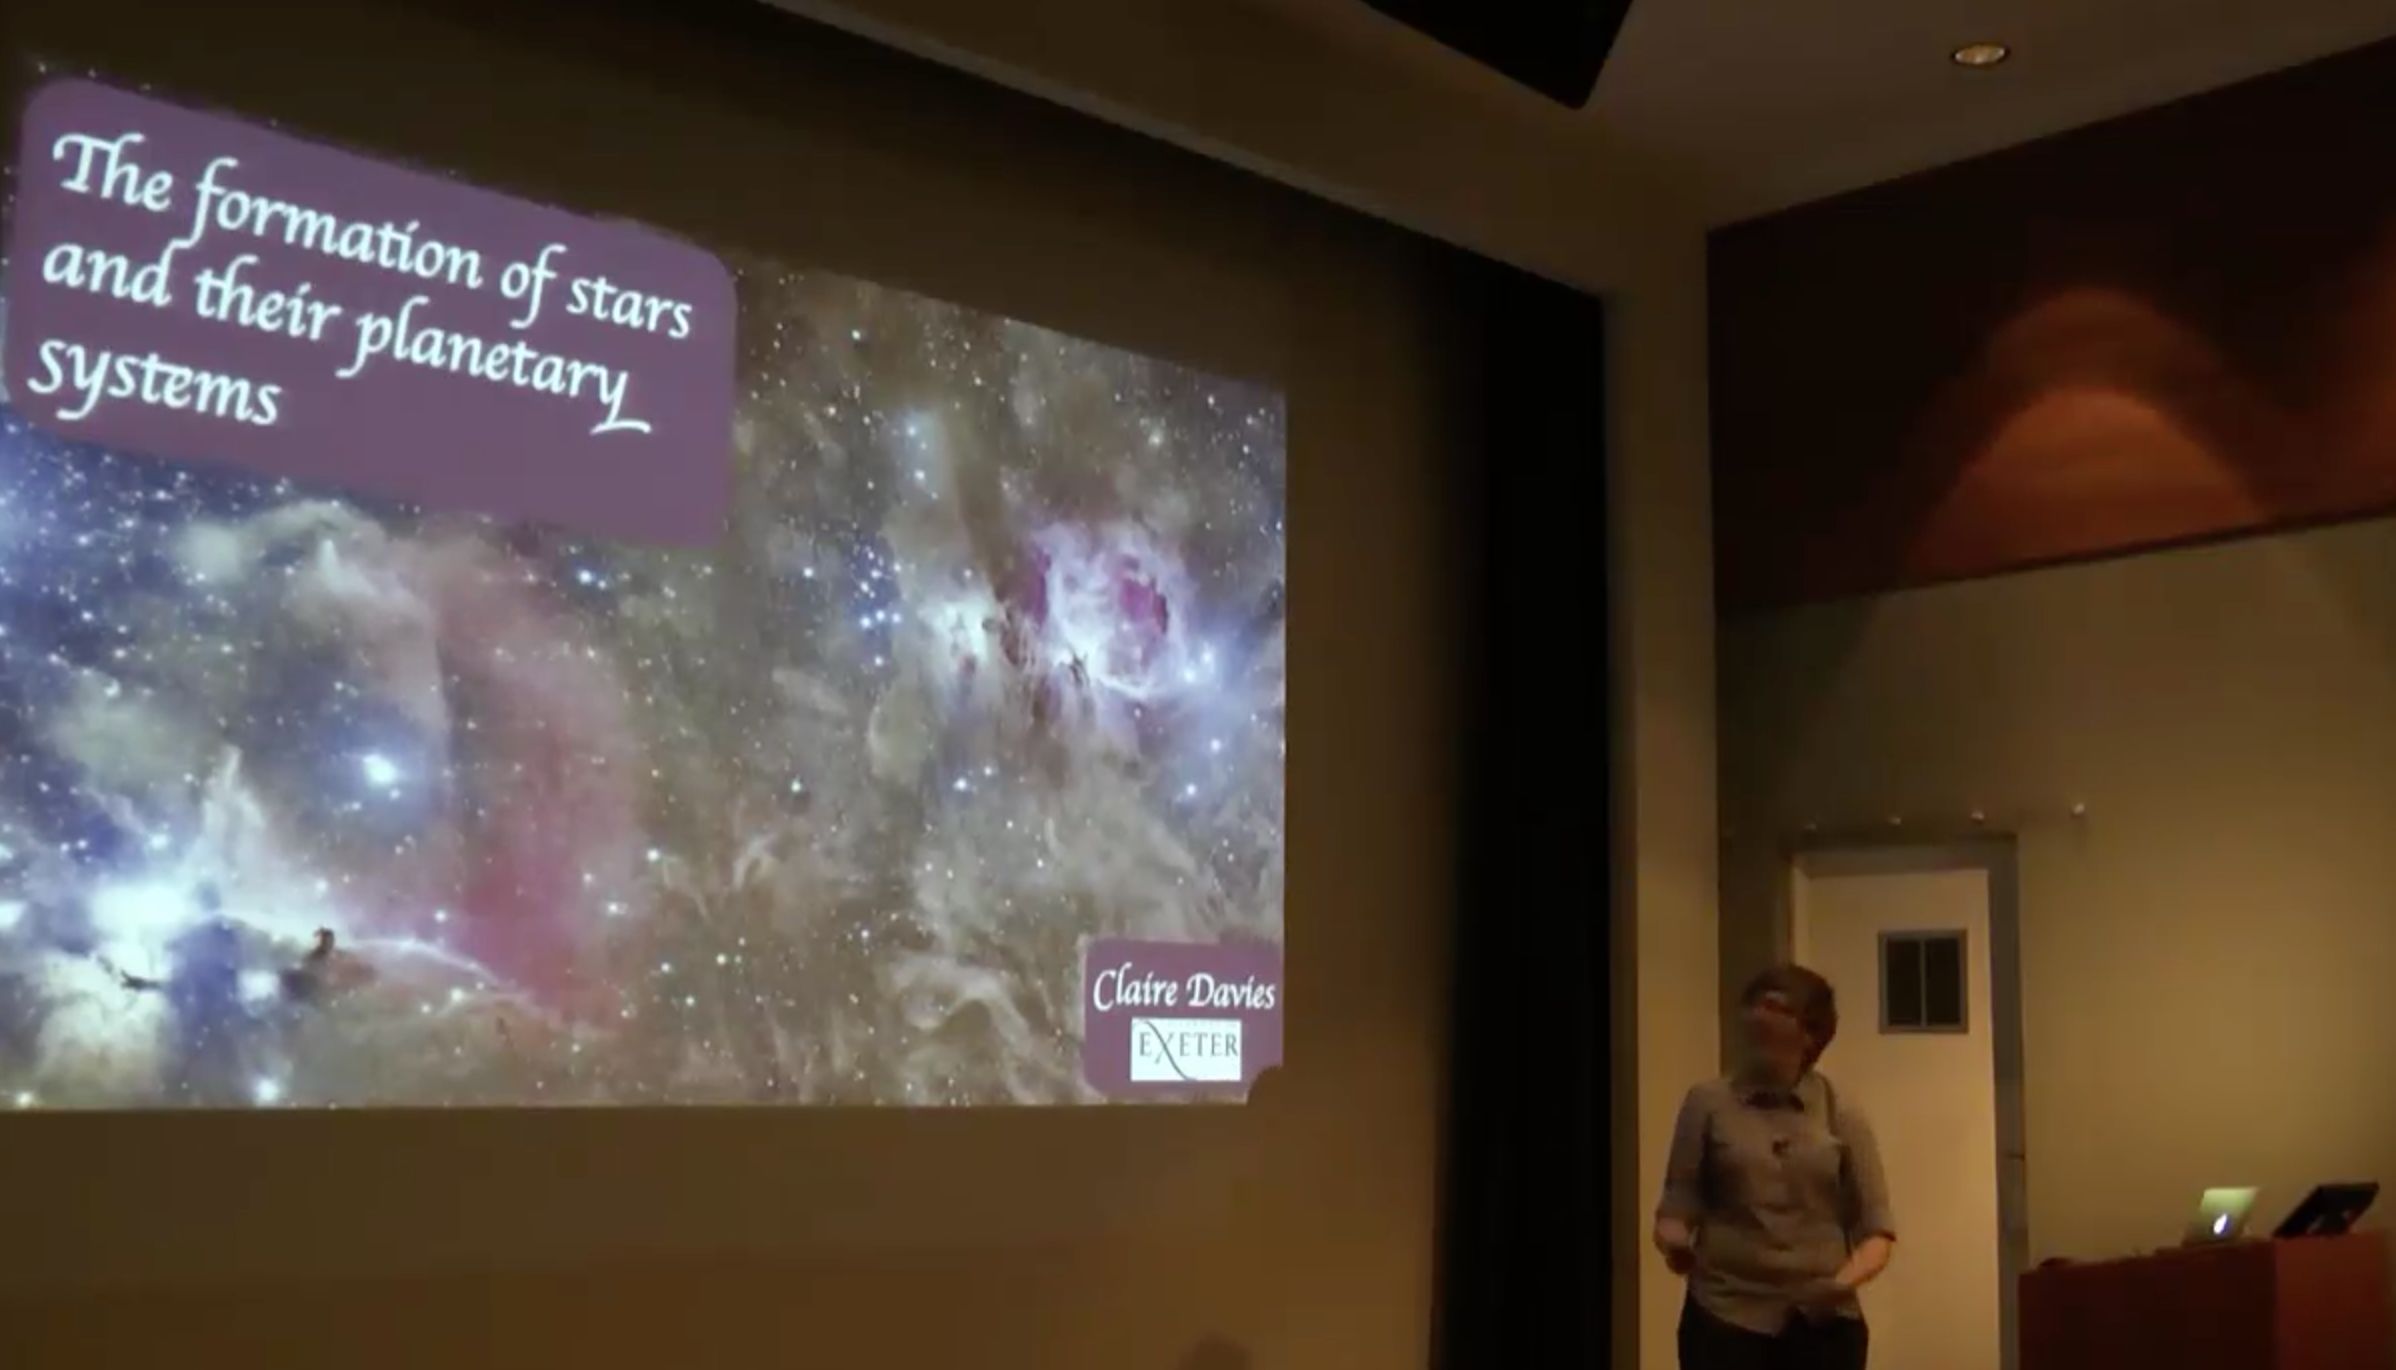 The formation of stars
and their planetary
systems
Claire Davies
EXETER